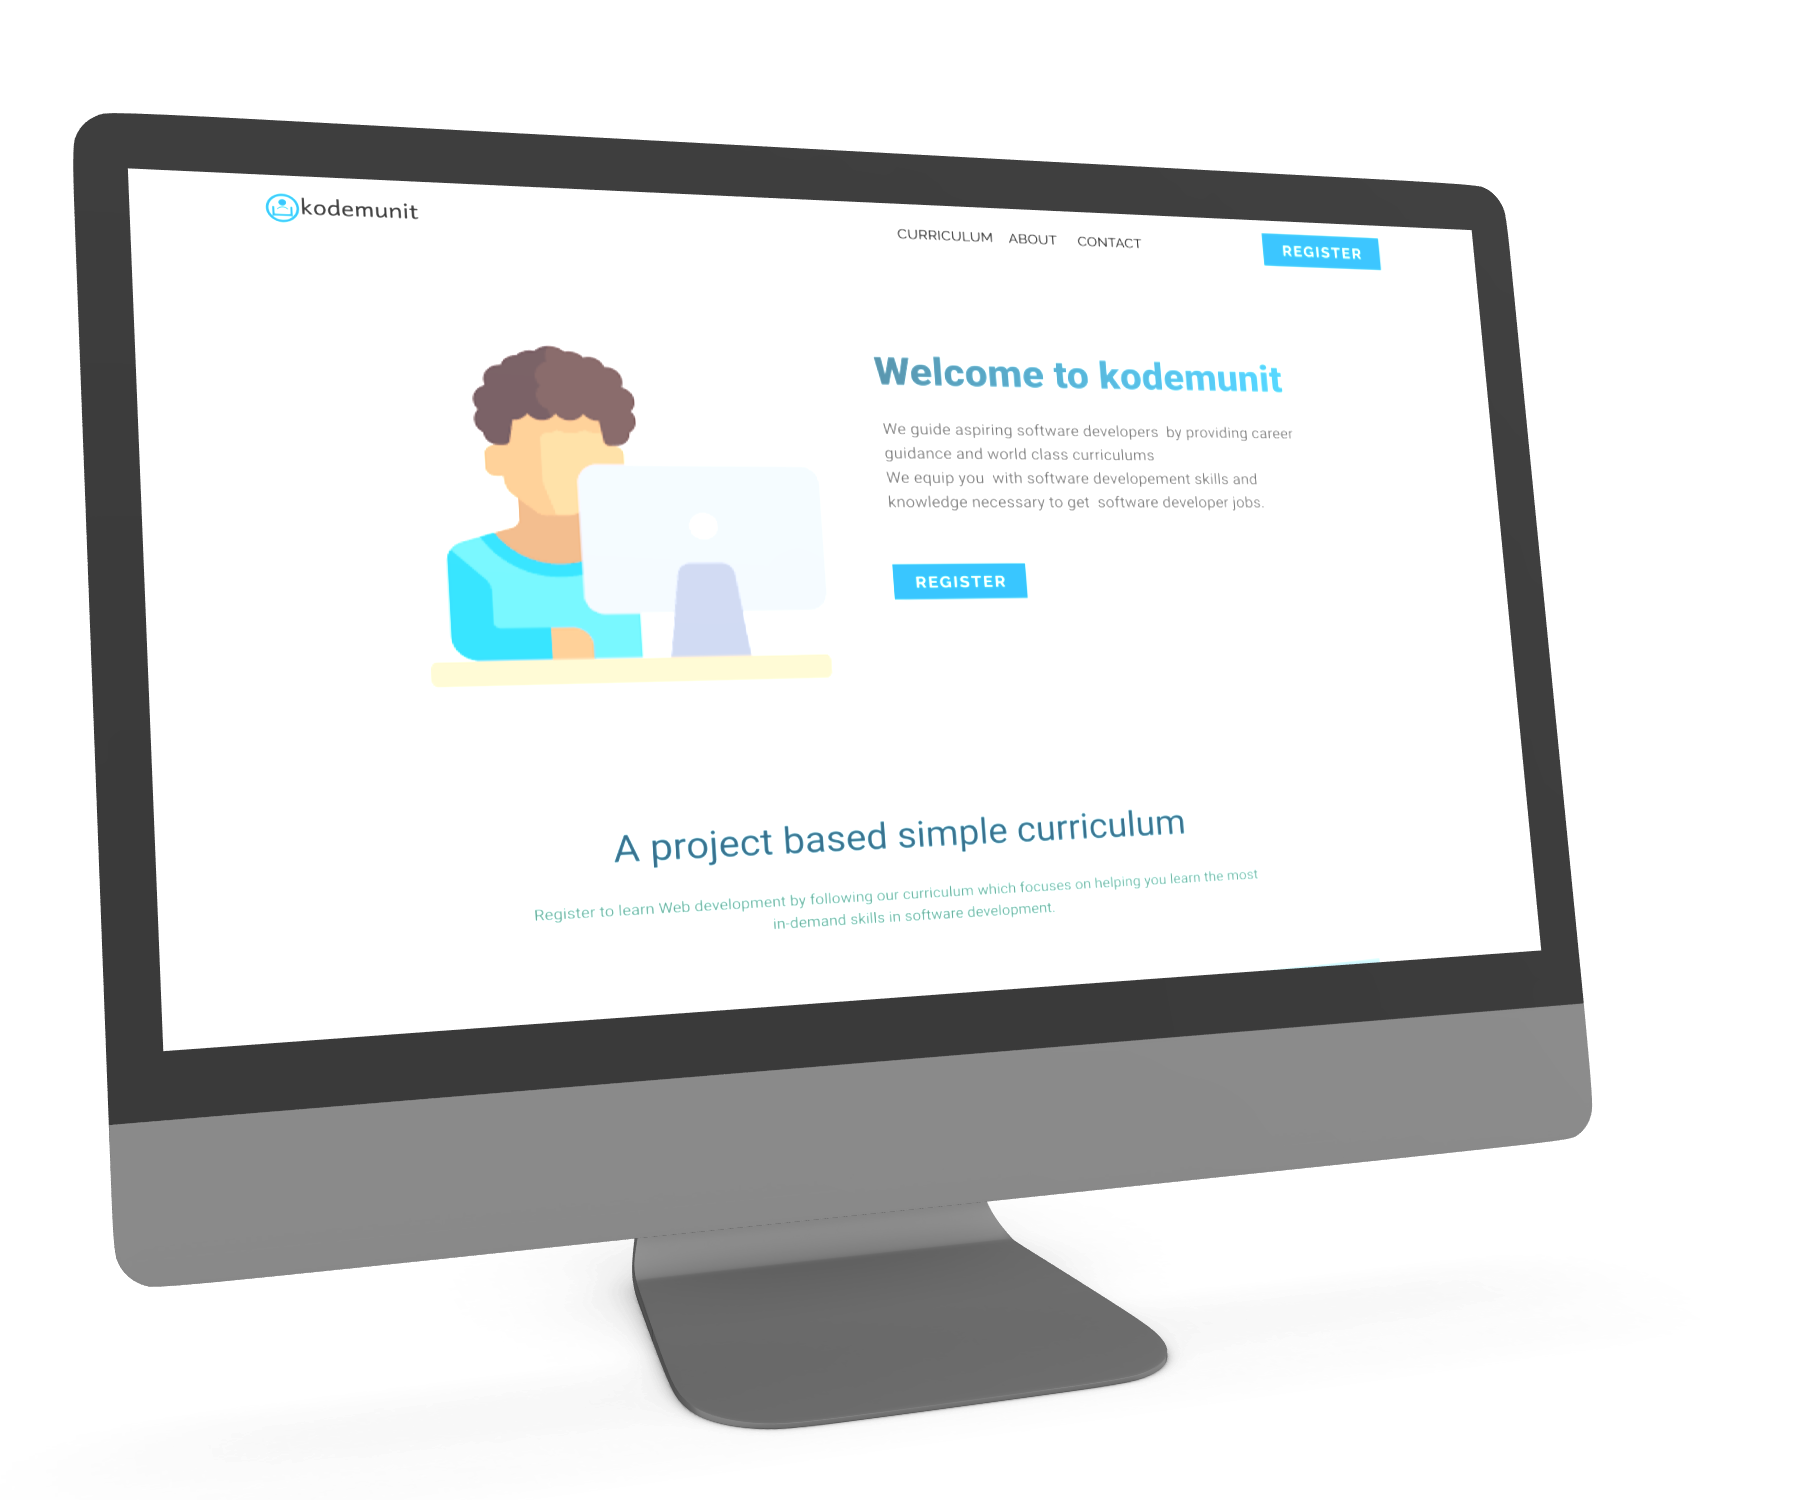 kodemunit
CURRICULUM ABOUT CONTACT
REGISTER
Welcome to kodemunit
We guide aspiring software developers by providing career
guidance and world class curriculums
We equip you with software developement skills and
knowledge necessary to get software developer jobs.
REGISTER
A project based simple curriculum
Register to learn Web development by following our curriculum which focuses on helping you learn the most
in-demand skills in software development.